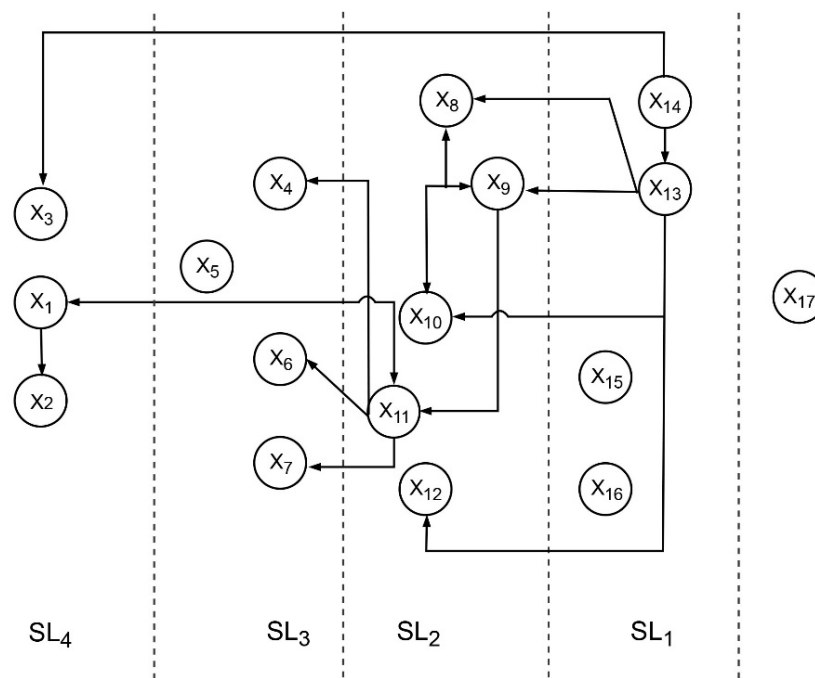 X₈
X₁₄
X₄
X₉
X₁₃
X₃
X₅
X₁
X₁₀
X₁₇
X₆
X₁₅
X₂
X₁₁
X₇
X₁₂
X₁₆
SL₄
SL₃
SL₂
SL₁